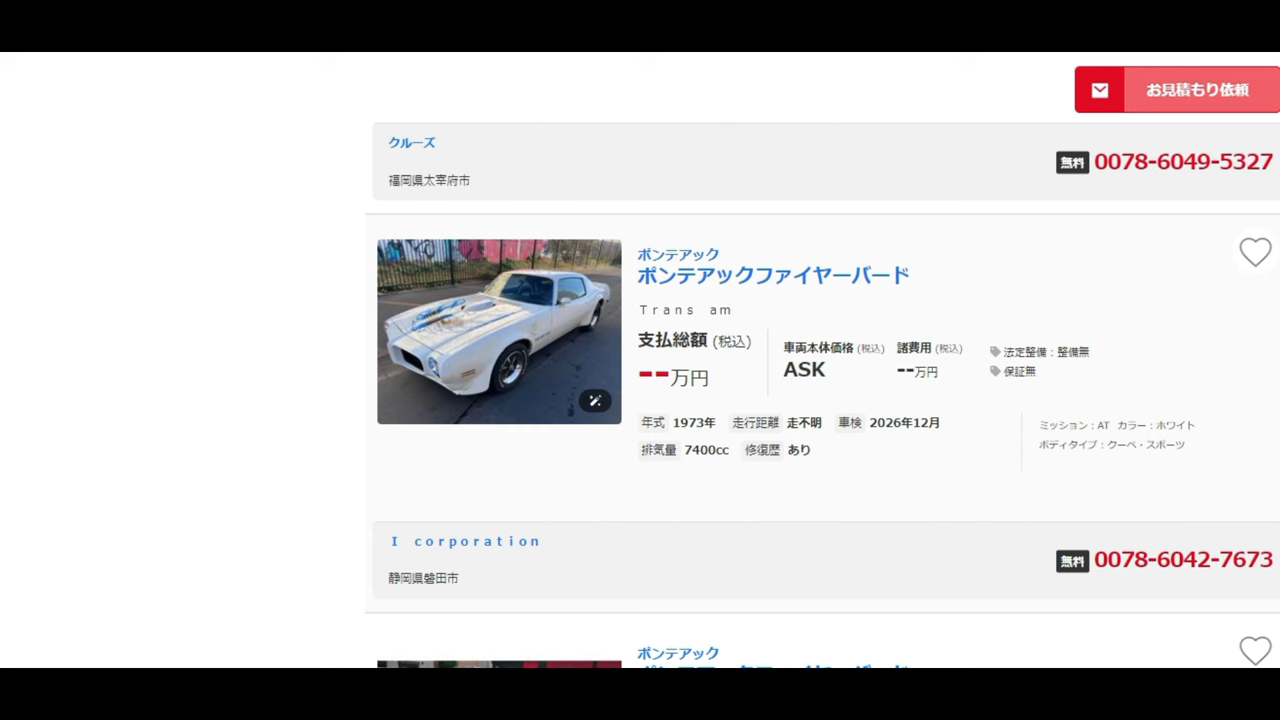 お見積もり依頼
クルーズ
無料 0078-6049-5327
福岡県太宰府市
ポンテアック
ポンテアックファイヤーバード
Trans am
支払総額 (税込)
--万円
車両本体価格 (税込) 諸費用 (税込)
ASK --万円
法定整備:整備無
保証無
年式 1973年 走行距離 走不明 車検 2026年12月
排気量 7400cc 修復歴 あり
ミッション:AT カラー:ホワイト
ボディタイプ:クーペ・スポーツ
I corporation
無料 0078-6042-7673
静岡県磐田市
ポンテアック